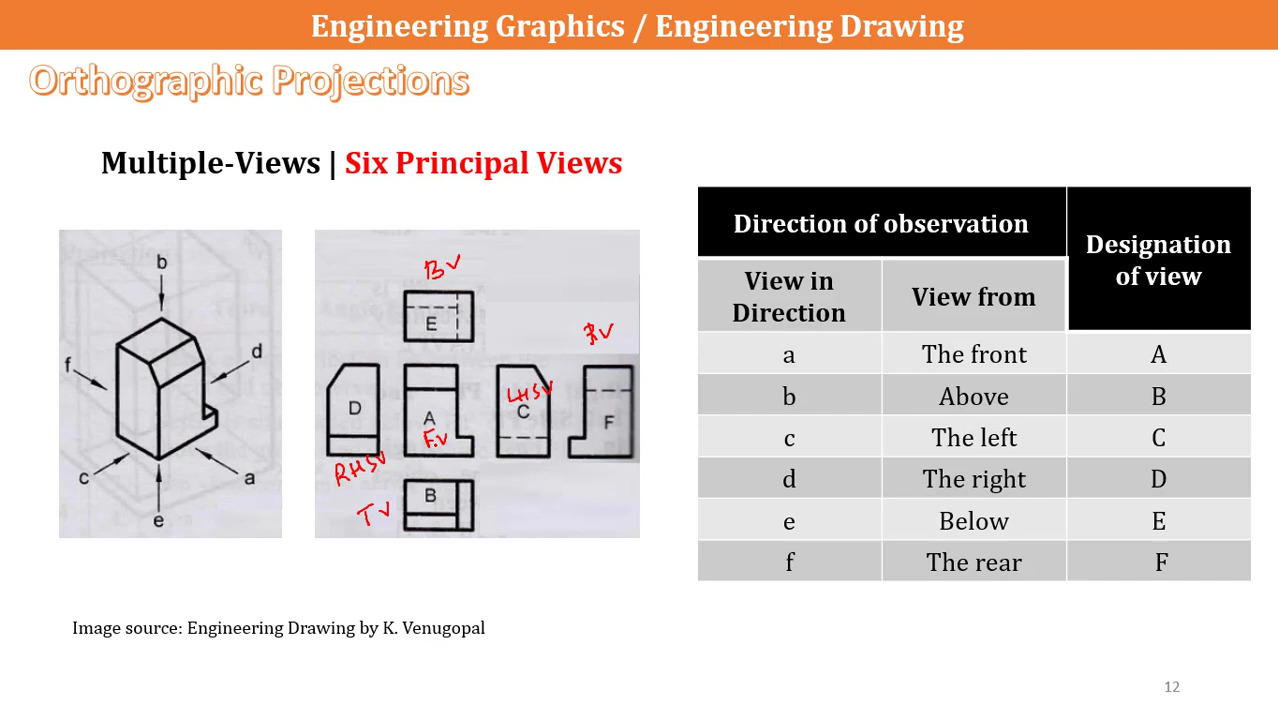 Engineering Graphics / Engineering Drawing
Orthographic Projections
Multiple-Views | Six Principal Views
b
f
d
c
a
e
BV
E
RV
D
A
F.V
LHSV
C
F
RHSV
B
TV
Direction of observation
Designation
of view
View in
Direction
View from
a The front A
b Above B
c The left C
d The right D
e Below E
f The rear F
Image source: Engineering Drawing by K. Venugopal
12